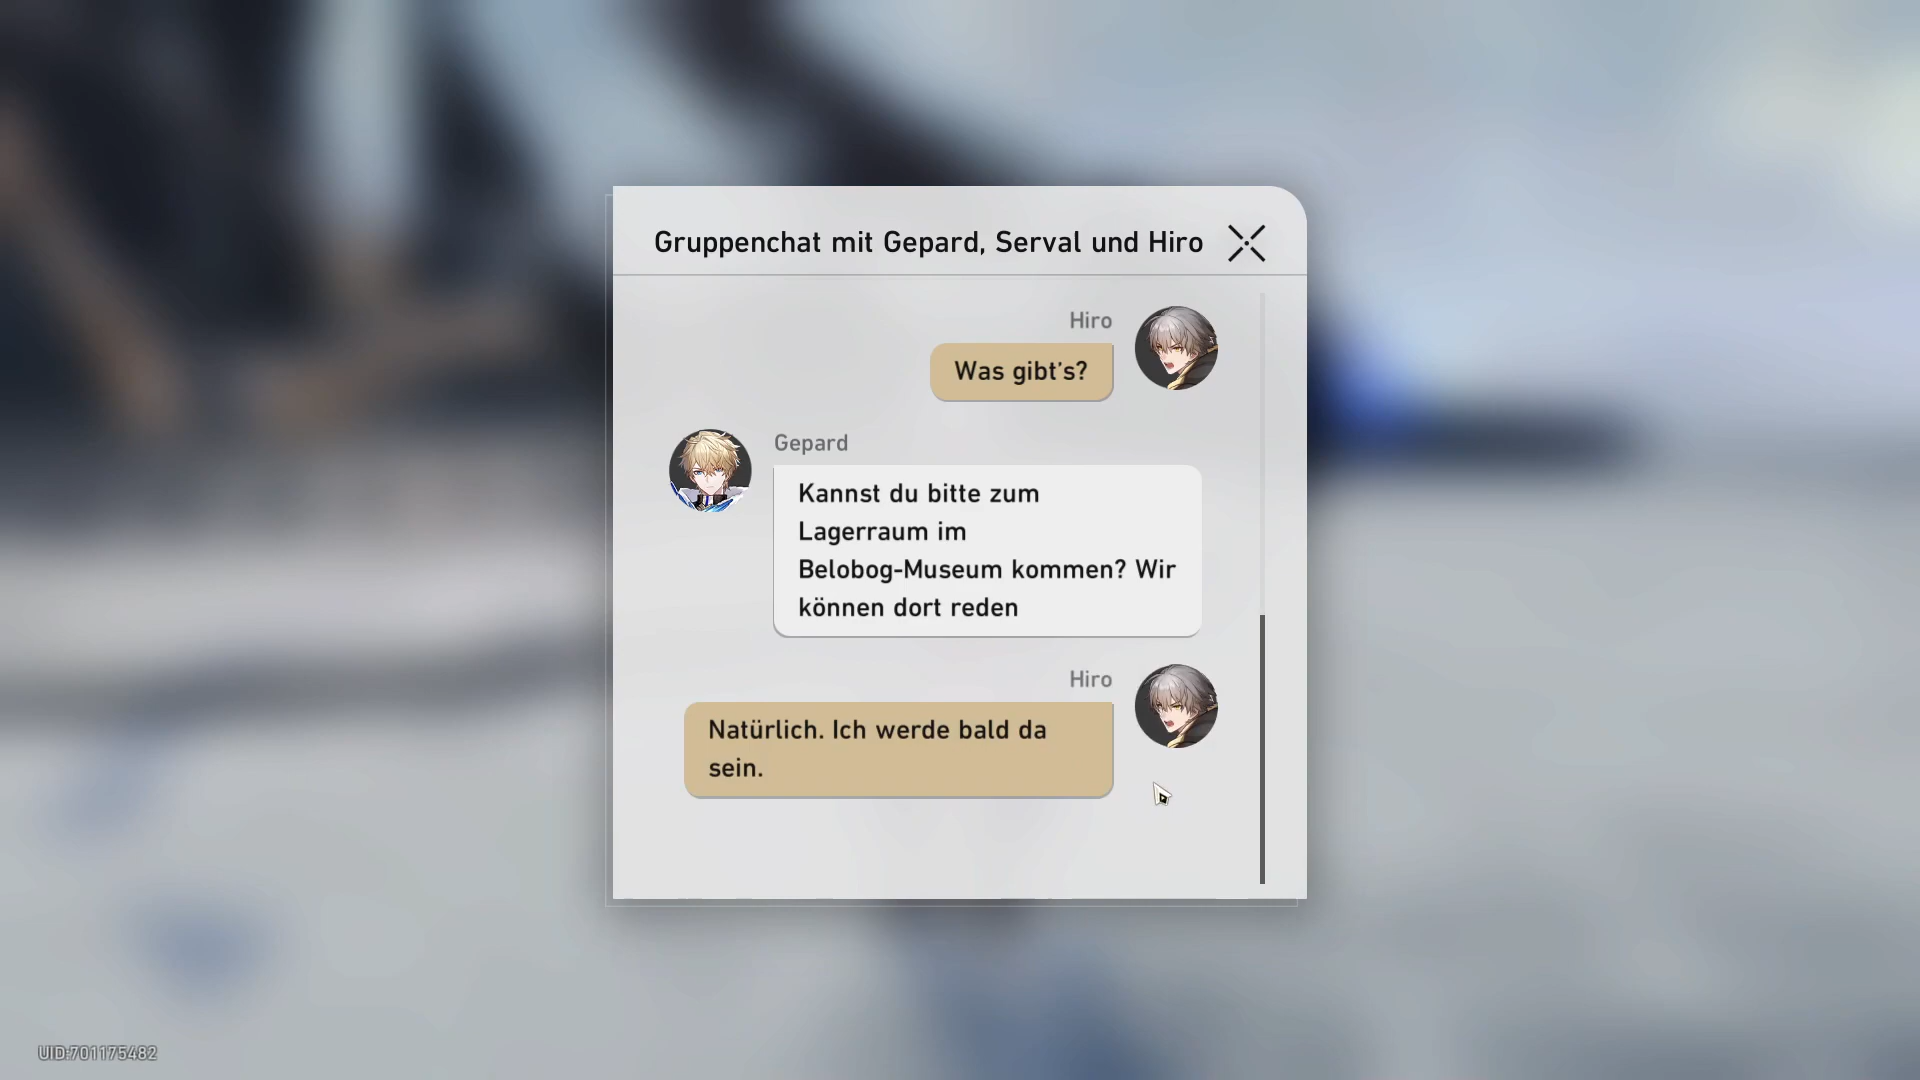 Gruppenchat mit Gepard, Serval und Hiro
Hiro
Was gibt's?
Gepard
Kannst du bitte zum
Lagerraum im
Belobog-Museum kommen? Wir
können dort reden
Hiro
Natürlich. Ich werde bald da
sein.
UID:701175482